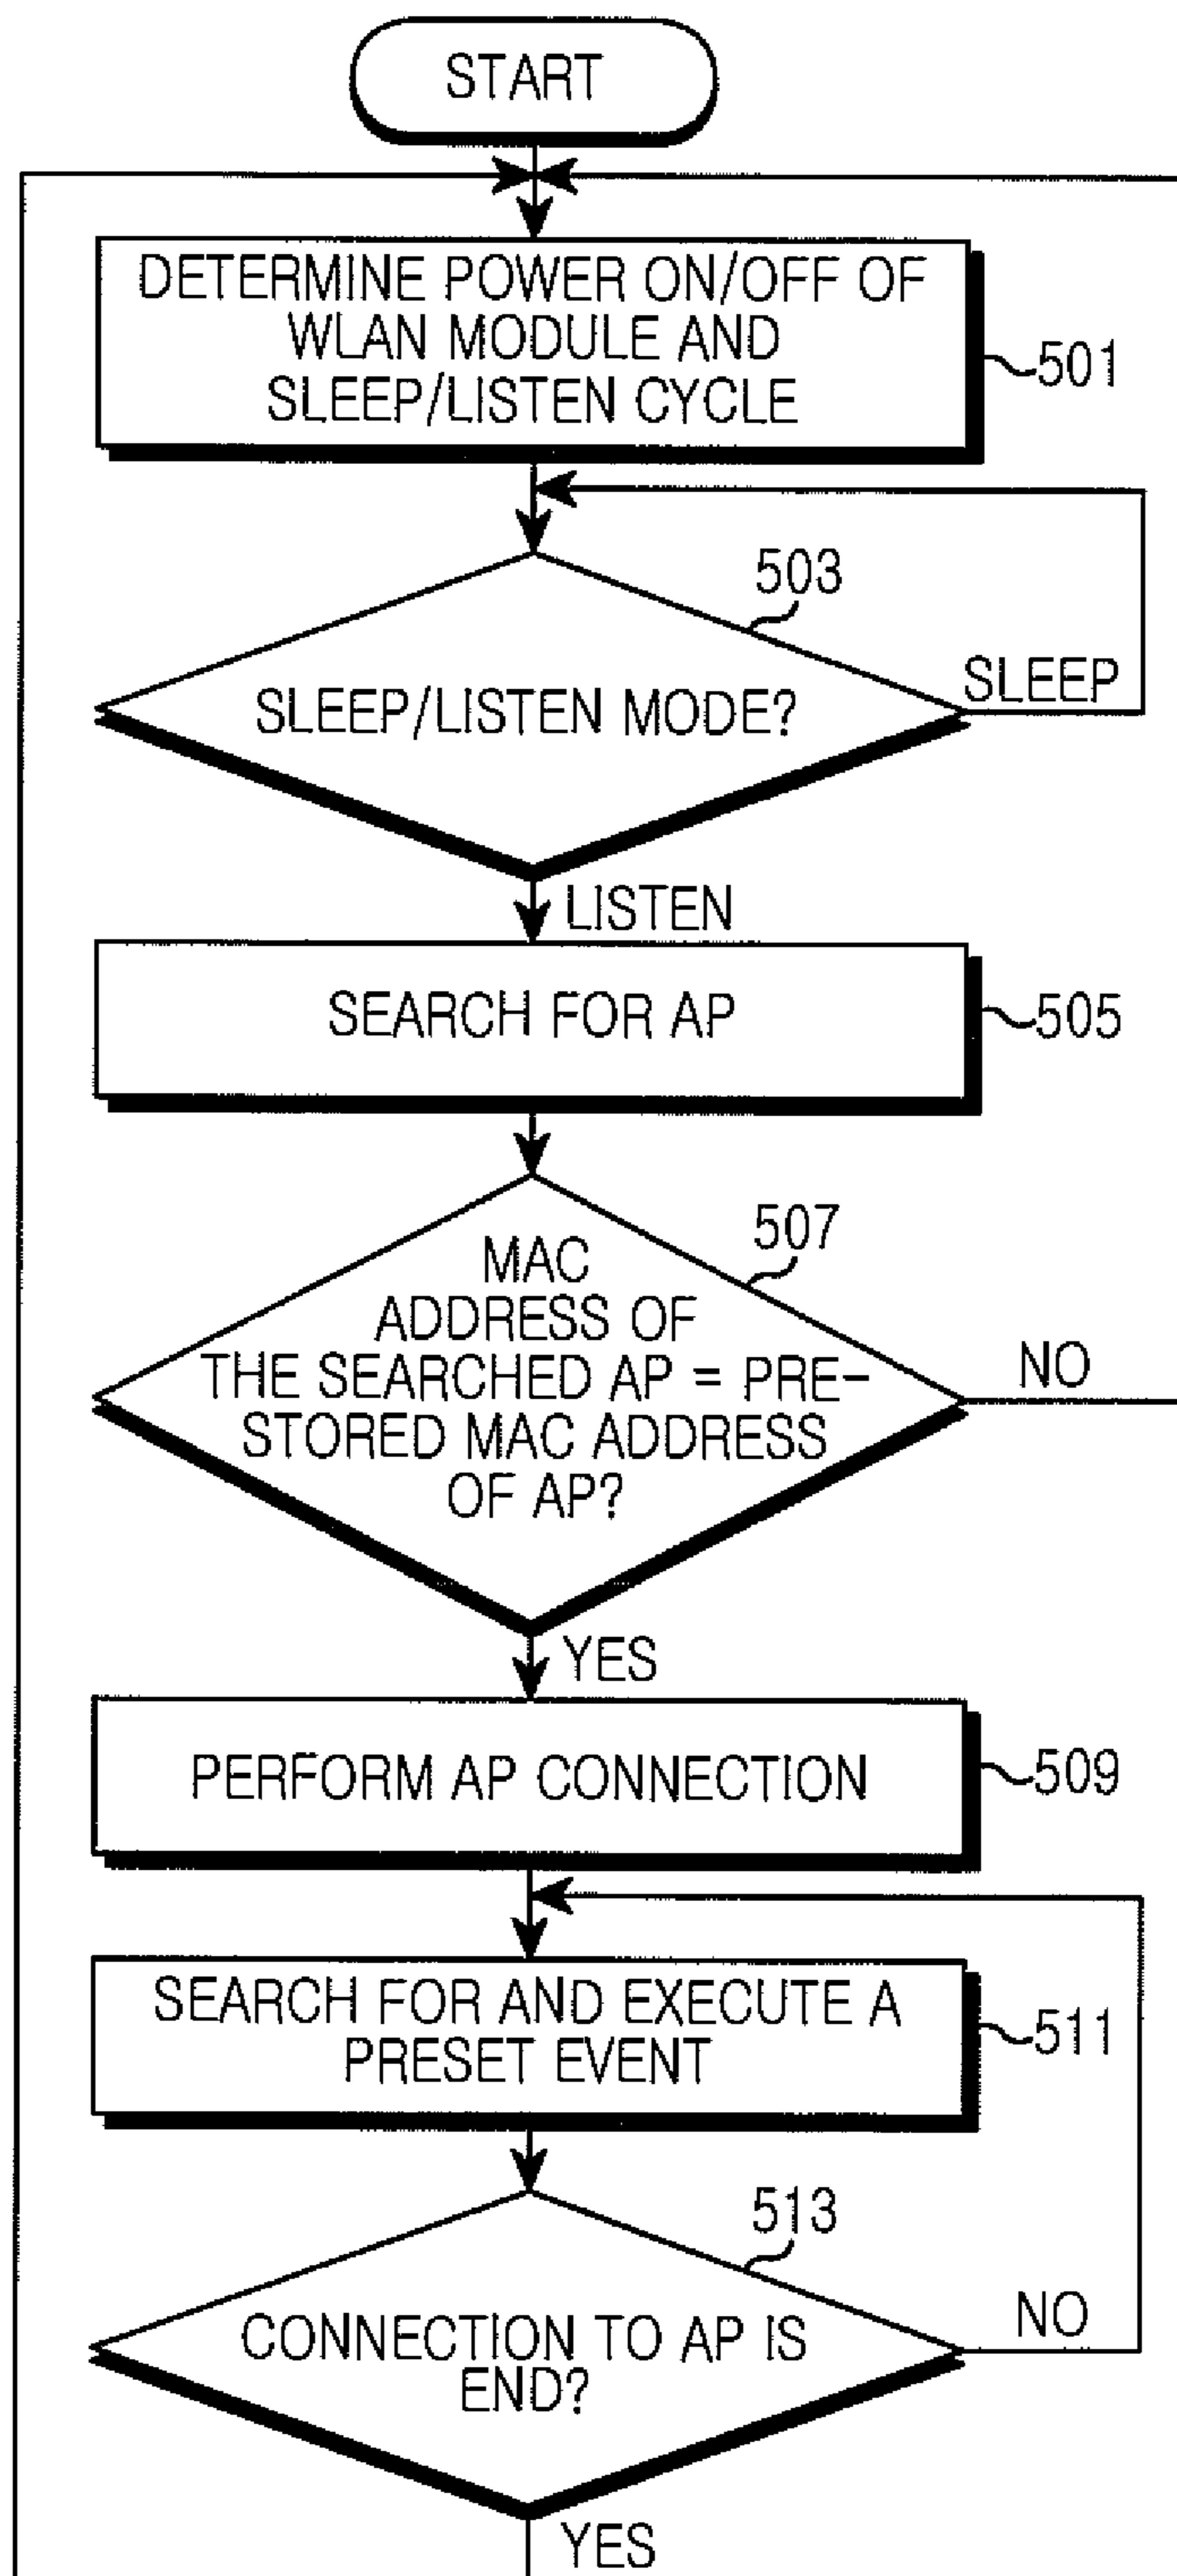 START
DETERMINE POWER ON/OFF OF
WLAN MODULE AND
SLEEP/LISTEN CYCLE
501
503
SLEEP/LISTEN MODE?
SLEEP
LISTEN
SEARCH FOR AP
505
507
MAC
ADDRESS OF
THE SEARCHED AP = PRE-
STORED MAC ADDRESS
OF AP?
NO
YES
PERFORM AP CONNECTION
509
SEARCH FOR AND EXECUTE A
PRESET EVENT
511
513
CONNECTION TO AP IS
END?
NO
YES